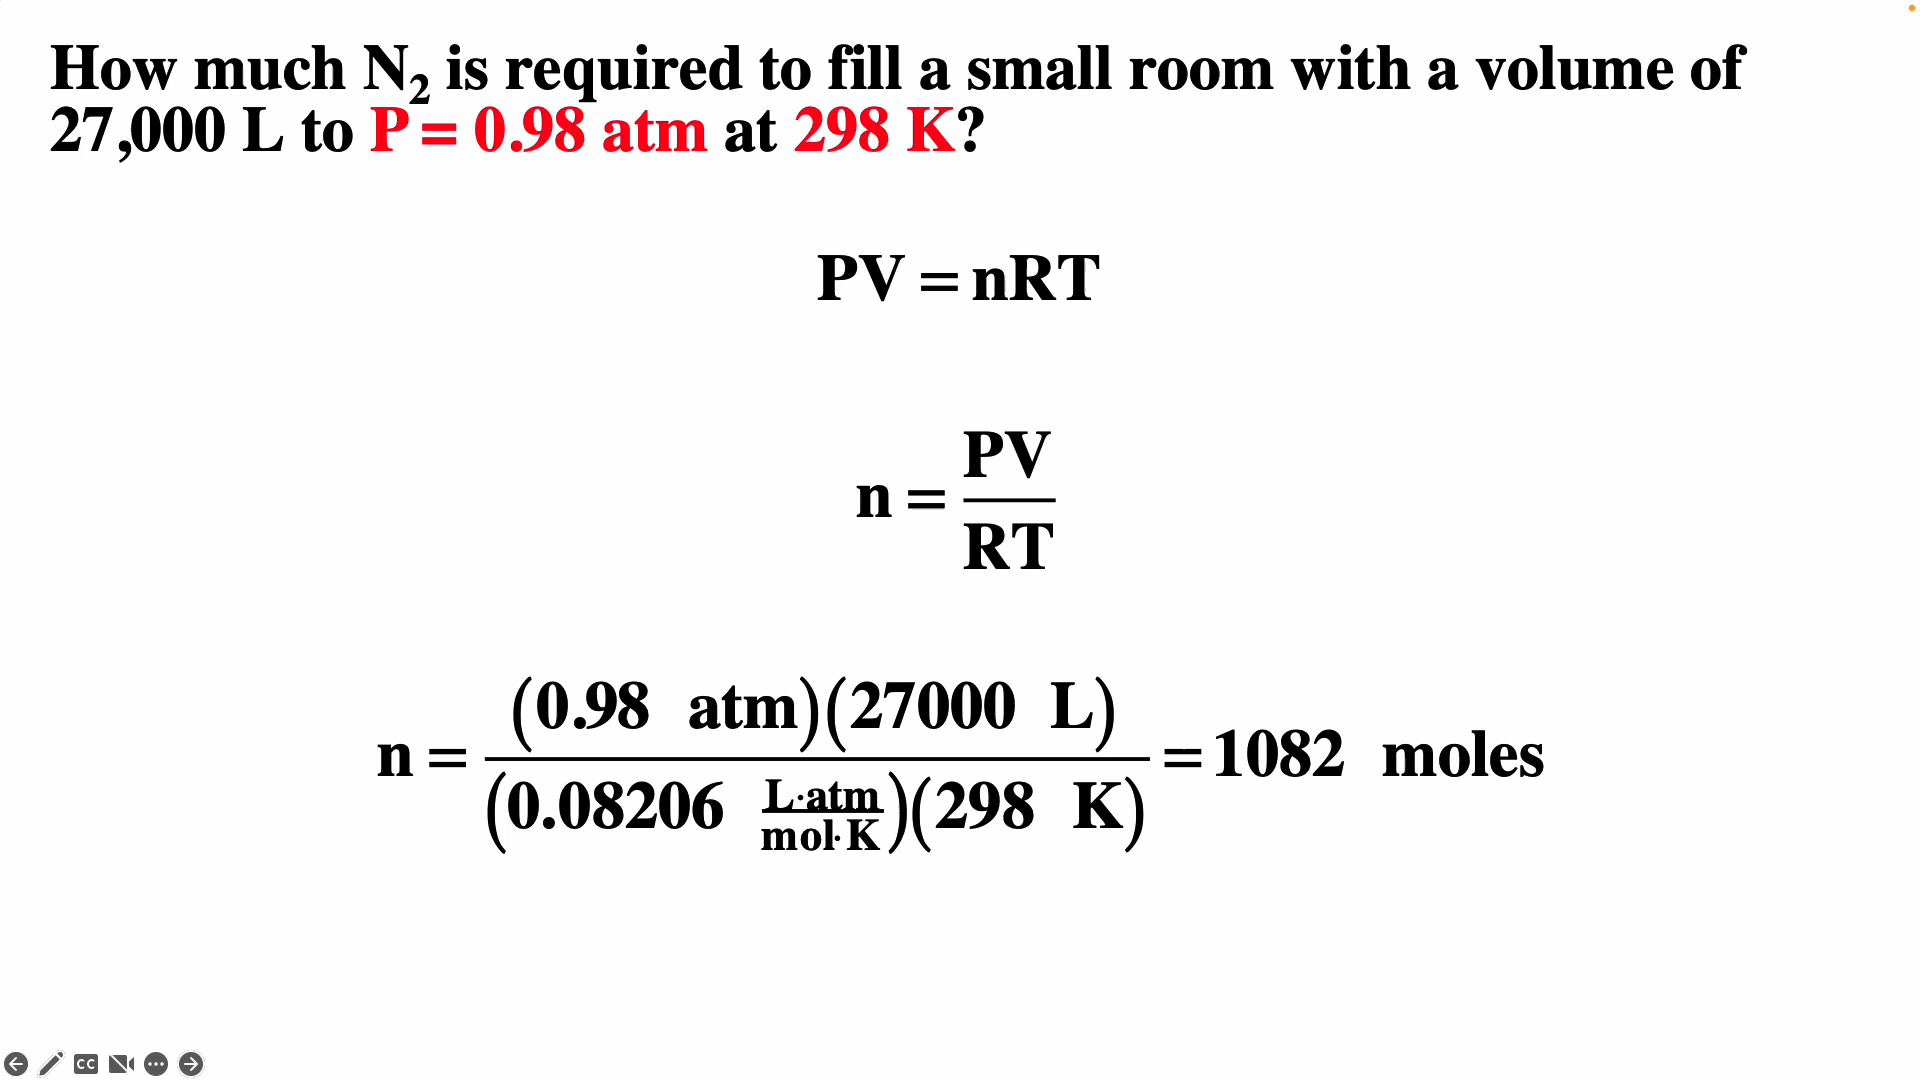 How much N₂ is required to fill a small room with a volume of
27,000 L to P = 0.98 atm at 298 K?
PV = nRT
n = PV/RT
n = (0.98 atm)(27000 L)/(0.08206 L·atm/mol·K)(298 K) = 1082 moles
CC